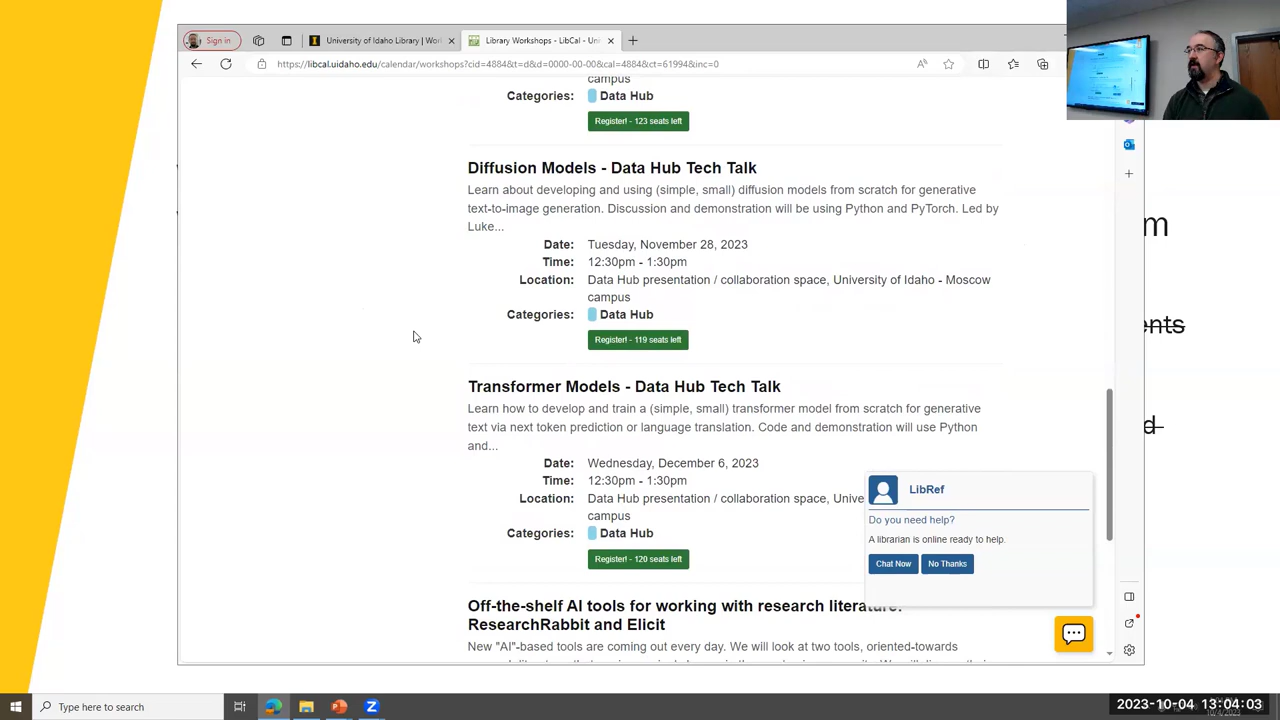 Sign in
University of Idaho Library | Wor
Library Workshops - LibCal - Uni
https://libcal.uidaho.edu/calendar/workshops?cid=4884&t=d&d=0000-00-00&cal=4884&ct=61994&inc=0
campus
Categories: Data Hub
Register! - 123 seats left
Diffusion Models - Data Hub Tech Talk
Learn about developing and using (simple, small) diffusion models from scratch for generative
text-to-image generation. Discussion and demonstration will be using Python and PyTorch. Led by
Luke...
Date: Tuesday, November 28, 2023
Time: 12:30pm - 1:30pm
Location: Data Hub presentation / collaboration space, University of Idaho - Moscow
campus
Categories: Data Hub
Register! - 119 seats left
Transformer Models - Data Hub Tech Talk
Learn how to develop and train a (simple, small) transformer model from scratch for generative
text via next token prediction or language translation. Code and demonstration will use Python
and...
Date: Wednesday, December 6, 2023
Time: 12:30pm - 1:30pm
Location: Data Hub presentation / collaboration space, Unive
campus
Categories: Data Hub
Register! - 120 seats left
Off-the-shelf AI tools for working with research literature:
ResearchRabbit and Elicit
New "AI"-based tools are coming out every day. We will look at two tools, oriented-towards
LibRef
Do you need help?
A librarian is online ready to help.
Chat Now
No Thanks
m
ents
d
Type here to search
2023-10-04 13:04:03